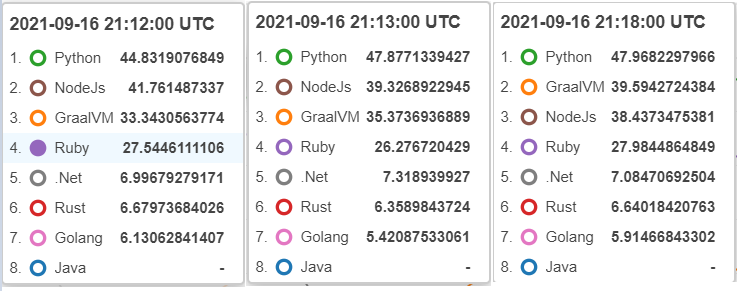 2021-09-16 21:12:00 UTC
1. Python 44.8319076849
2. NodeJs 41.761487337
3. GraalVM 33.3430563774
4. Ruby 27.5446111106
5. .Net 6.99679279171
6. Rust 6.67973684026
7. Golang 6.13062841407
8. Java -
2021-09-16 21:13:00 UTC
1. Python 47.8771339427
2. NodeJs 39.3268922945
3. GraalVM 35.3736936889
4. Ruby 26.276720429
5. .Net 7.318939927
6. Rust 6.3589843724
7. Golang 5.42087533061
8. Java -
2021-09-16 21:18:00 UTC
1. Python 47.9682297966
2. GraalVM 39.5942724384
3. NodeJs 38.4373475381
4. Ruby 27.9844864849
5. .Net 7.08470692504
6. Rust 6.64018420763
7. Golang 5.91466843302
8. Java -